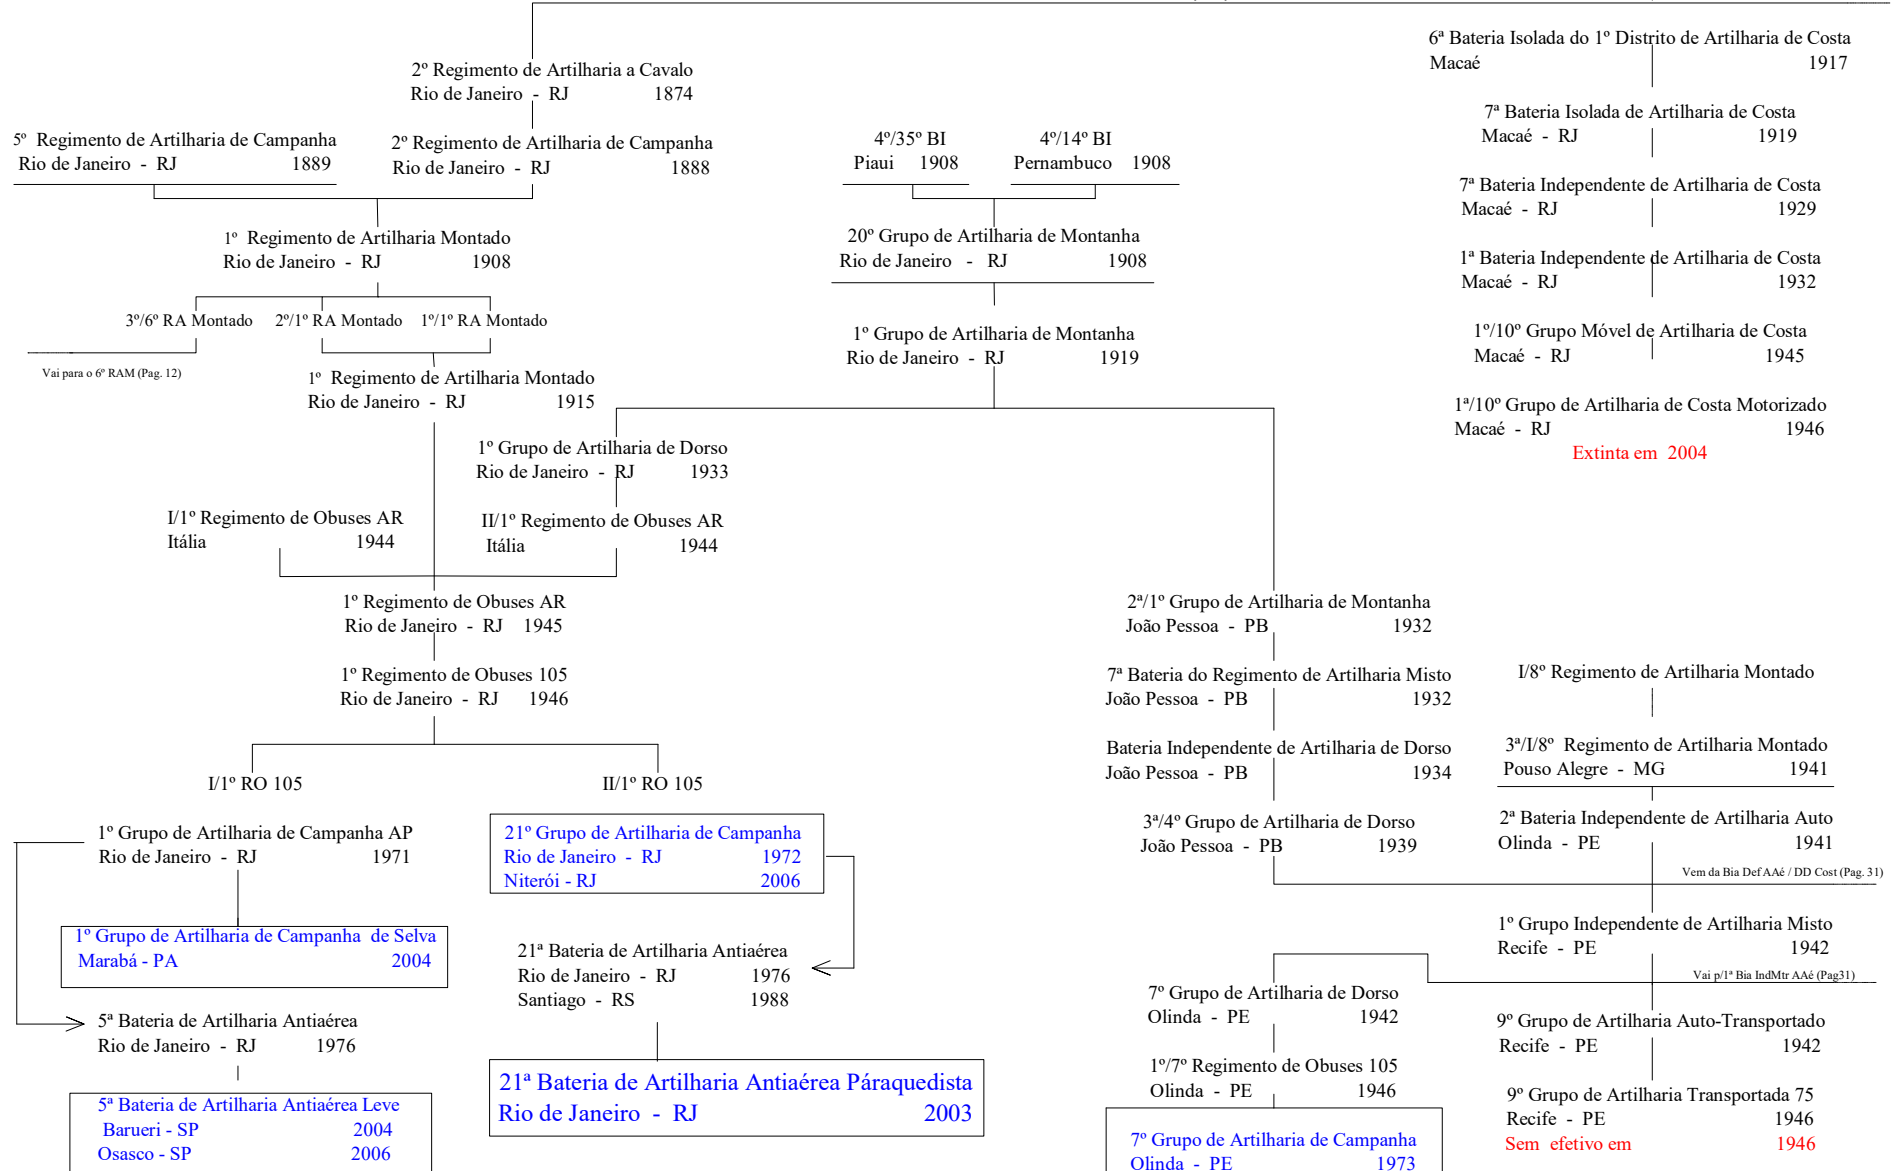 2º Regimento de Artilharia a Cavalo
Rio de Janeiro - RJ 1874
5º Regimento de Artilharia de Campanha
Rio de Janeiro - RJ 1889
2º Regimento de Artilharia de Campanha
Rio de Janeiro - RJ 1888
1º Regimento de Artilharia Montado
Rio de Janeiro - RJ 1908
3º/6º RA Montado 2º/1º RA Montado 1º/1º RA Montado
Vai para o 6º RAM (Pag. 12)
1º Regimento de Artilharia Montado
Rio de Janeiro - RJ 1915
4º/35º BI
Piaui 1908
4º/14º BI
Pernambuco 1908
20º Grupo de Artilharia de Montanha
Rio de Janeiro - RJ 1908
1º Grupo de Artilharia de Montanha
Rio de Janeiro - RJ 1919
1º Grupo de Artilharia de Dorso
Rio de Janeiro - RJ 1933
I/1º Regimento de Obuses AR
Itália 1944
II/1º Regimento de Obuses AR
Itália 1944
1º Regimento de Obuses AR
Rio de Janeiro - RJ 1945
1º Regimento de Obuses 105
Rio de Janeiro - RJ 1946
I/1º RO 105
II/1º RO 105
1º Grupo de Artilharia de Campanha AP
Rio de Janeiro - RJ 1971
1º Grupo de Artilharia de Campanha de Selva
Marabá - PA 2004
5ª Bateria de Artilharia Antiaérea
Rio de Janeiro - RJ 1976
5ª Bateria de Artilharia Antiaérea Leve
Barueri - SP 2004
Osasco - SP 2006
21º Grupo de Artilharia de Campanha
Rio de Janeiro - RJ 1972
Niterói - RJ 2006
21ª Bateria de Artilharia Antiaérea
Rio de Janeiro - RJ 1976
Santiago - RS 1988
21ª Bateria de Artilharia Antiaérea Páraquedista
Rio de Janeiro - RJ 2003
6ª Bateria Isolada do 1º Distrito de Artilharia de Costa
Macaé 1917
7ª Bateria Isolada de Artilharia de Costa
Macaé - RJ 1919
7ª Bateria Independente de Artilharia de Costa
Macaé - RJ 1929
1ª Bateria Independente de Artilharia de Costa
Macaé - RJ 1932
1º/10º Grupo Móvel de Artilharia de Costa
Macaé - RJ 1945
1ª/10º Grupo de Artilharia de Costa Motorizado
Macaé - RJ 1946
Extinta em 2004
2ª/1º Grupo de Artilharia de Montanha
João Pessoa - PB 1932
7ª Bateria do Regimento de Artilharia Misto
João Pessoa - PB 1932
Bateria Independente de Artilharia de Dorso
João Pessoa - PB 1934
3ª/4º Grupo de Artilharia de Dorso
João Pessoa - PB 1939
I/8º Regimento de Artilharia Montado
3ª/I/8º Regimento de Artilharia Montado
Pouso Alegre - MG 1941
2ª Bateria Independente de Artilharia Auto
Olinda - PE 1941
Vem da Bia Def AAé / DD Cost (Pag. 31)
1º Grupo Independente de Artilharia Misto
Recife - PE 1942
Vai p/1ª Bia IndMtr AAé (Pag31)
7º Grupo de Artilharia de Dorso
Olinda - PE 1942
1º/7º Regimento de Obuses 105
Olinda - PE 1946
7º Grupo de Artilharia de Campanha
Olinda - PE 1973
9º Grupo de Artilharia Auto-Transportado
Recife - PE 1942
9º Grupo de Artilharia Transportada 75
Recife - PE 1946
Sem efetivo em 1946